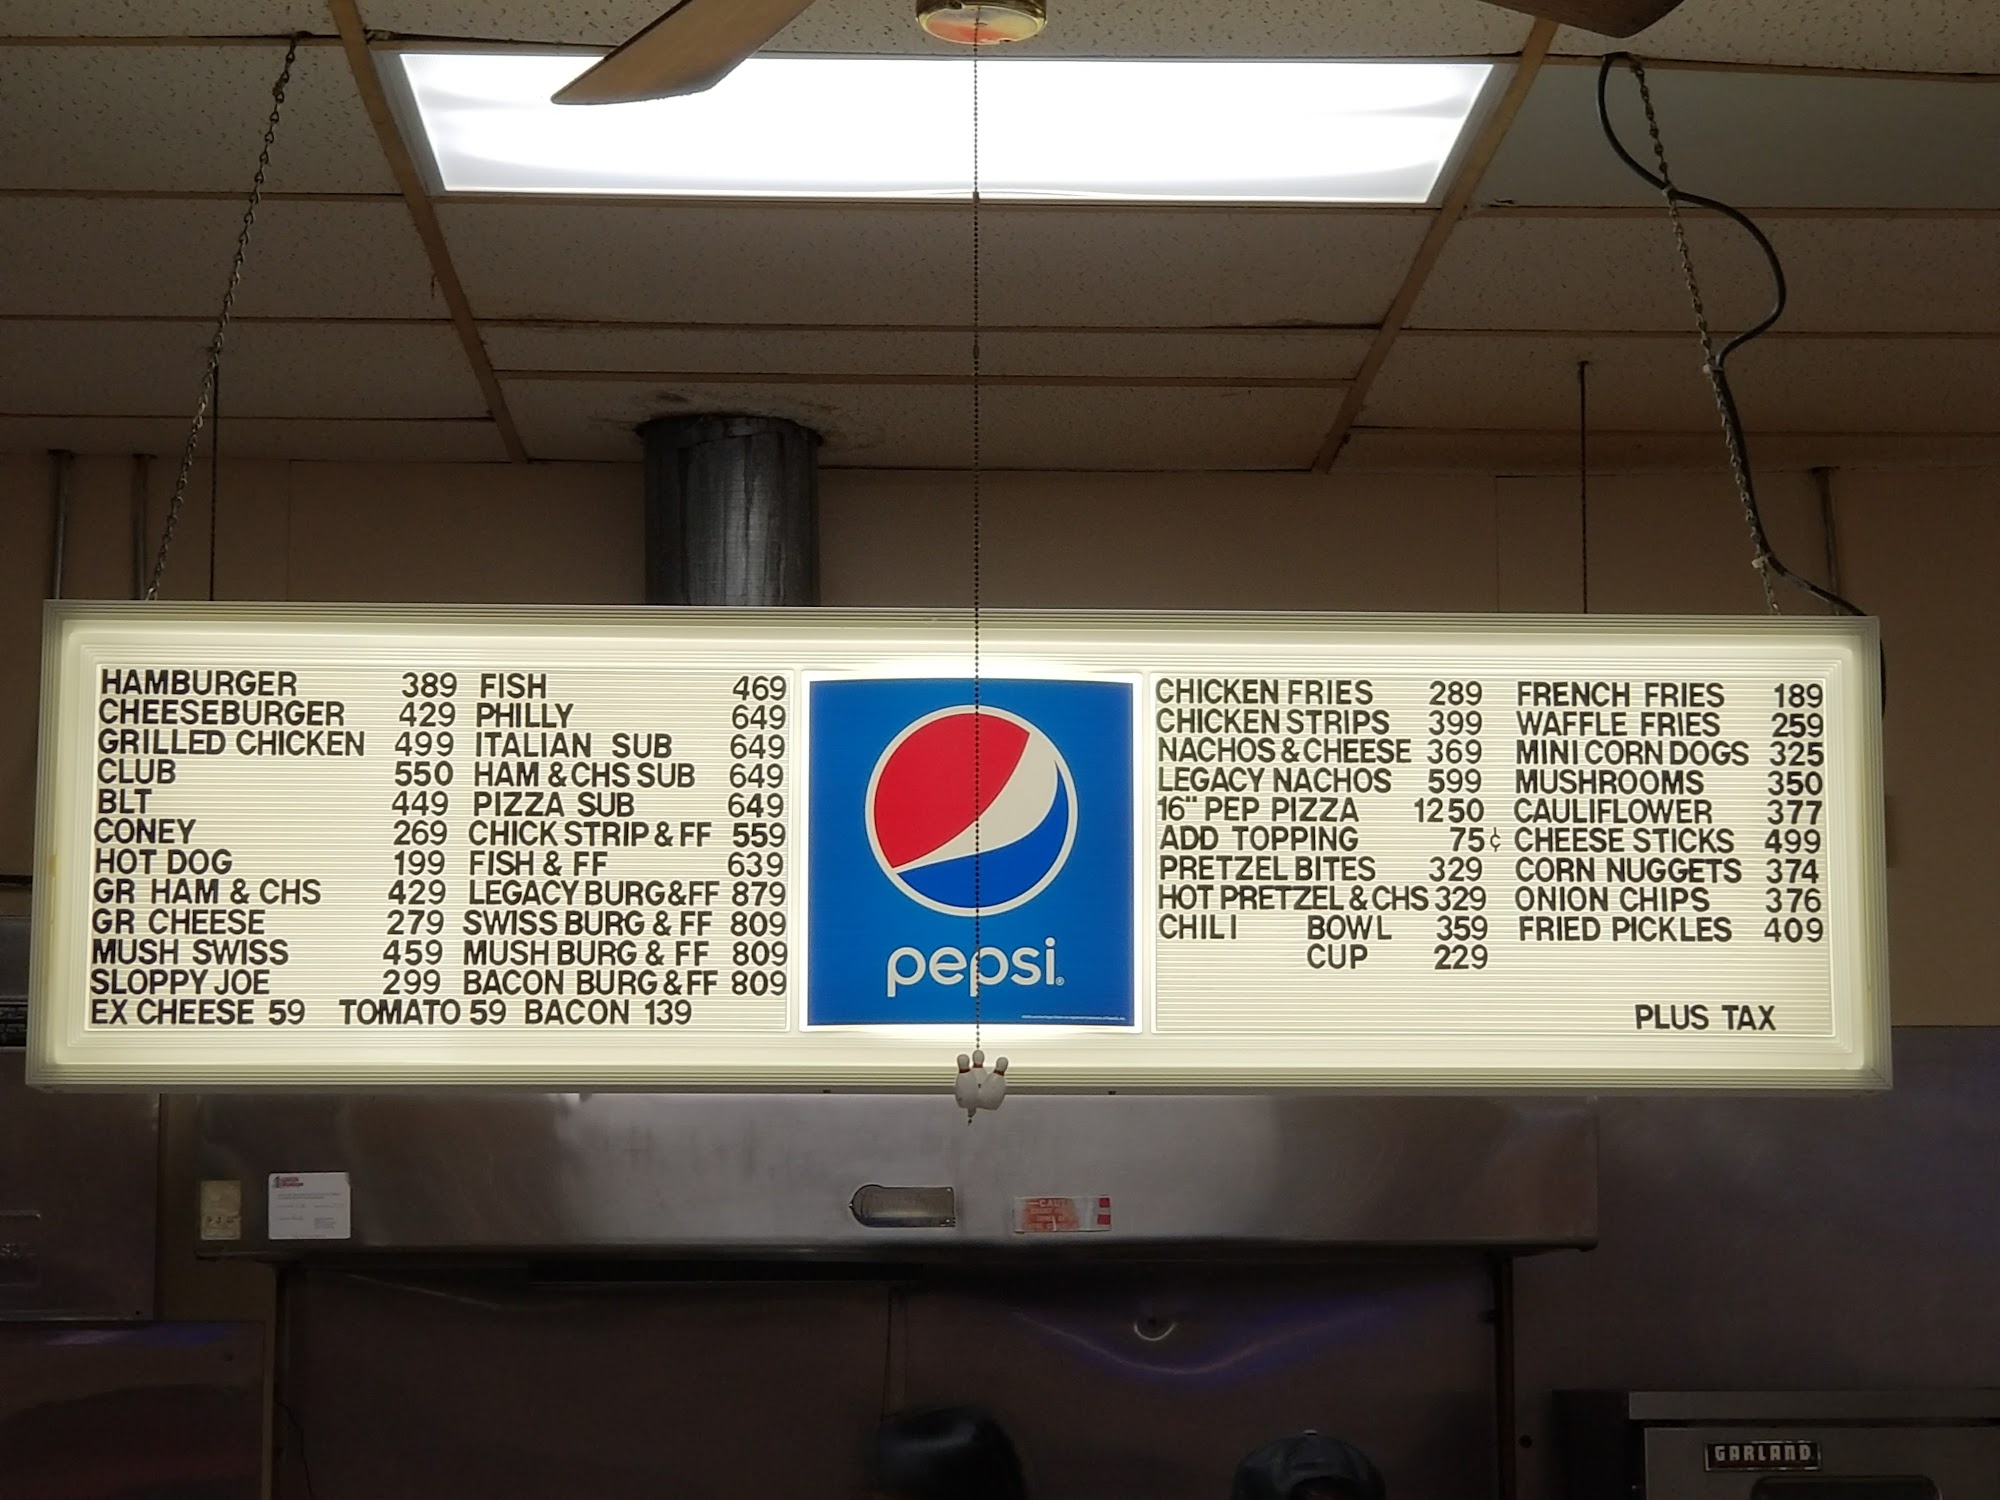 HAMBURGER 389
CHEESEBURGER 429
GRILLED CHICKEN 499
CLUB 550
BLT 449
CONEY 269
HOT DOG 199
GR HAM & CHS 429
GR CHEESE 279
MUSH SWISS 459
SLOPPY JOE 299
EX CHEESE 59 TOMATO 59 BACON 139
FISH 469
PHILLY 649
ITALIAN SUB 649
HAM & CHS SUB 649
PIZZA SUB 649
CHICK STRIP & FF 559
FISH & FF 639
LEGACY BURG & FF 879
SWISS BURG & FF 809
MUSH BURG & FF 809
BACON BURG & FF 809
pepsi®
CHICKEN FRIES 289
CHICKEN STRIPS 399
NACHOS & CHEESE 369
LEGACY NACHOS 599
16" PEP PIZZA 1250
ADD TOPPING 75¢
PRETZEL BITES 329
HOT PRETZEL & CHS 329
CHILI BOWL 359
CUP 229
FRENCH FRIES 189
WAFFLE FRIES 259
MINI CORN DOGS 325
MUSHROOMS 350
CAULIFLOWER 377
CHEESE STICKS 499
CORN NUGGETS 374
ONION CHIPS 376
FRIED PICKLES 409
PLUS TAX
GARLAND